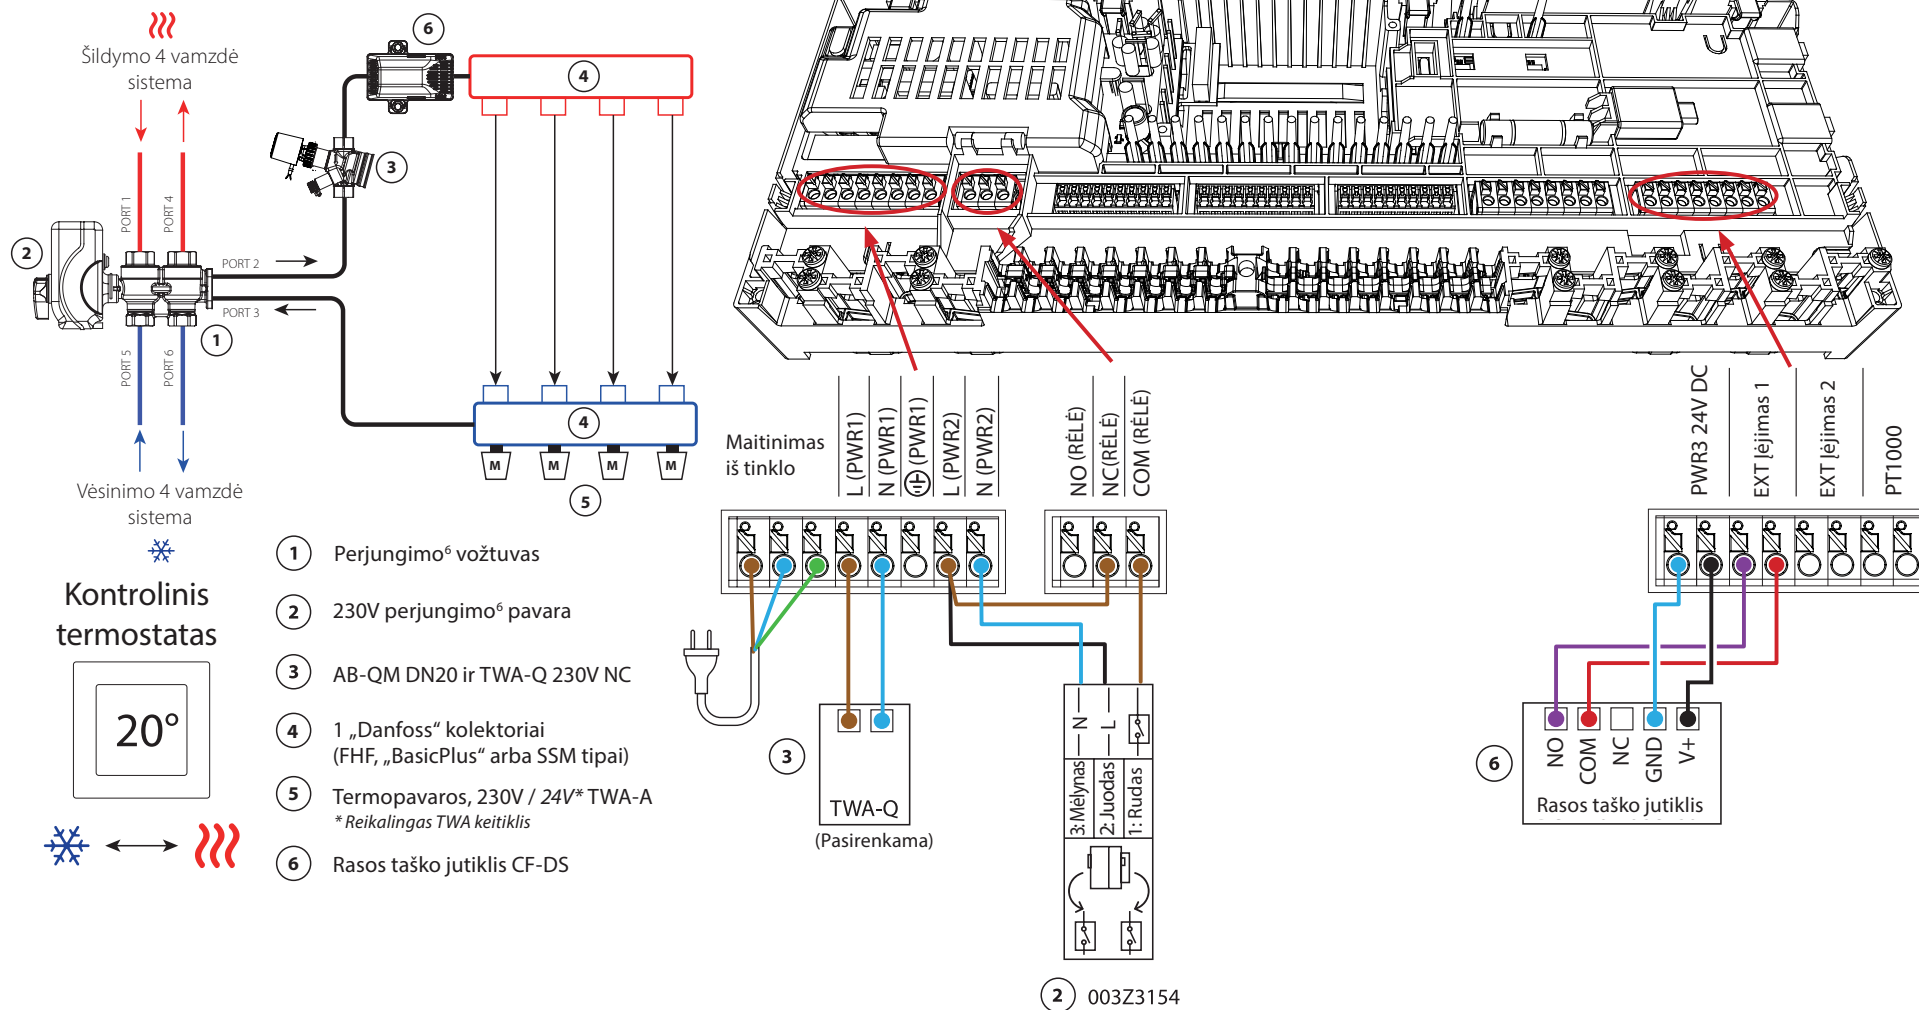 Šildymo 4 vamzdė
sistema
PORT 1
PORT 4
PORT 2
PORT 3
PORT 5
PORT 6
6
4
3
2
1
4
M
M
M
M
5
Vėsinimo 4 vamzdė
sistema
Kontrolinis
termostatas
20°
1 Perjungimo⁶ vožtuvas
2 230V perjungimo⁶ pavara
3 AB-QM DN20 ir TWA-Q 230V NC
4 1 „Danfoss“ kolektoriai
(FHF, „BasicPlus“ arba SSM tipai)
5 Termopavaros, 230V / 24V* TWA-A
* Reikalingas TWA keitiklis
6 Rasos taško jutiklis CF-DS
Maitinimas
iš tinklo
L (PWR1)
N (PWR1)
(PWR1)
L (PWR2)
N (PWR2)
NO (RĖLĖ)
NC(RĖLĖ)
COM (RĖLĖ)
PWR3 24V DC
EXT Įėjimas 1
EXT Įėjimas 2
PT1000
3
TWA-Q
(Pasirenkama)
N
L
3:Mėlynas
2: Juodas
1: Rudas
2 003Z3154
6
NO
COM
NC
GND
V+
Rasos taško jutiklis